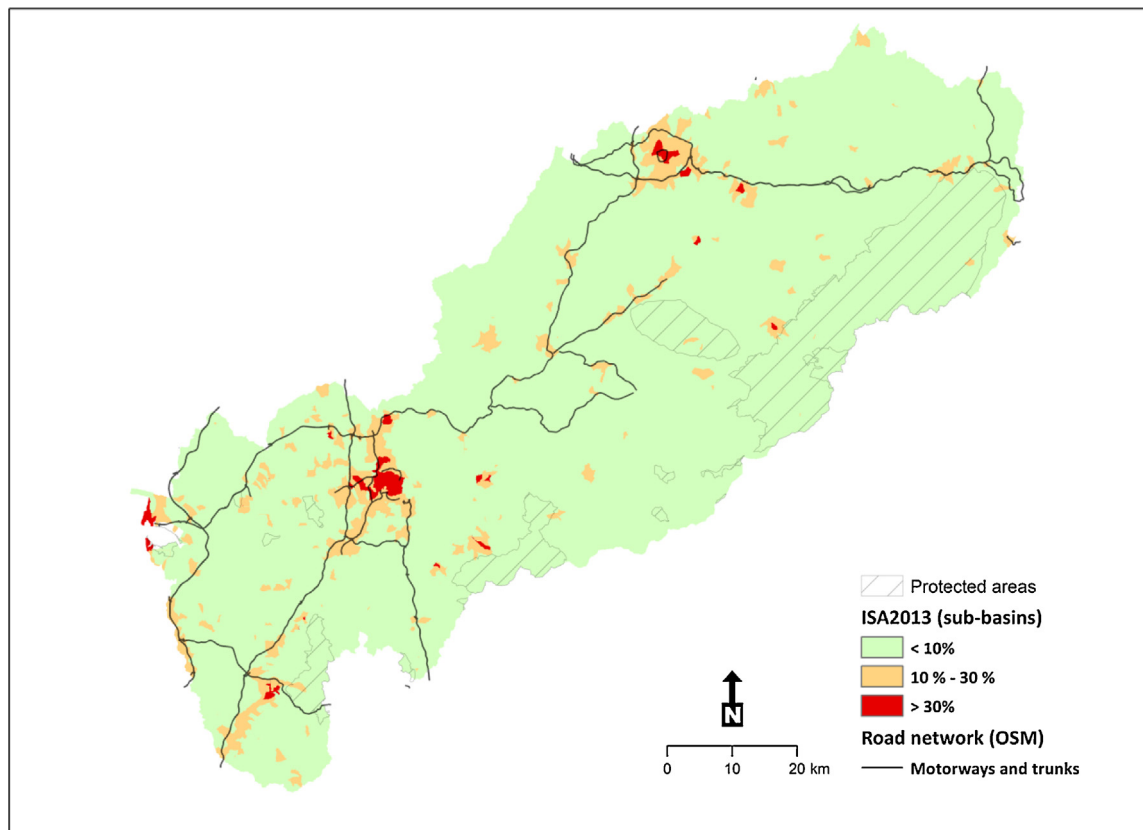 Protected areas
ISA2013 (sub-basins)
< 10%
10 % - 30 %
> 30%
Road network (OSM)
Motorways and trunks
N
0 10 20 km